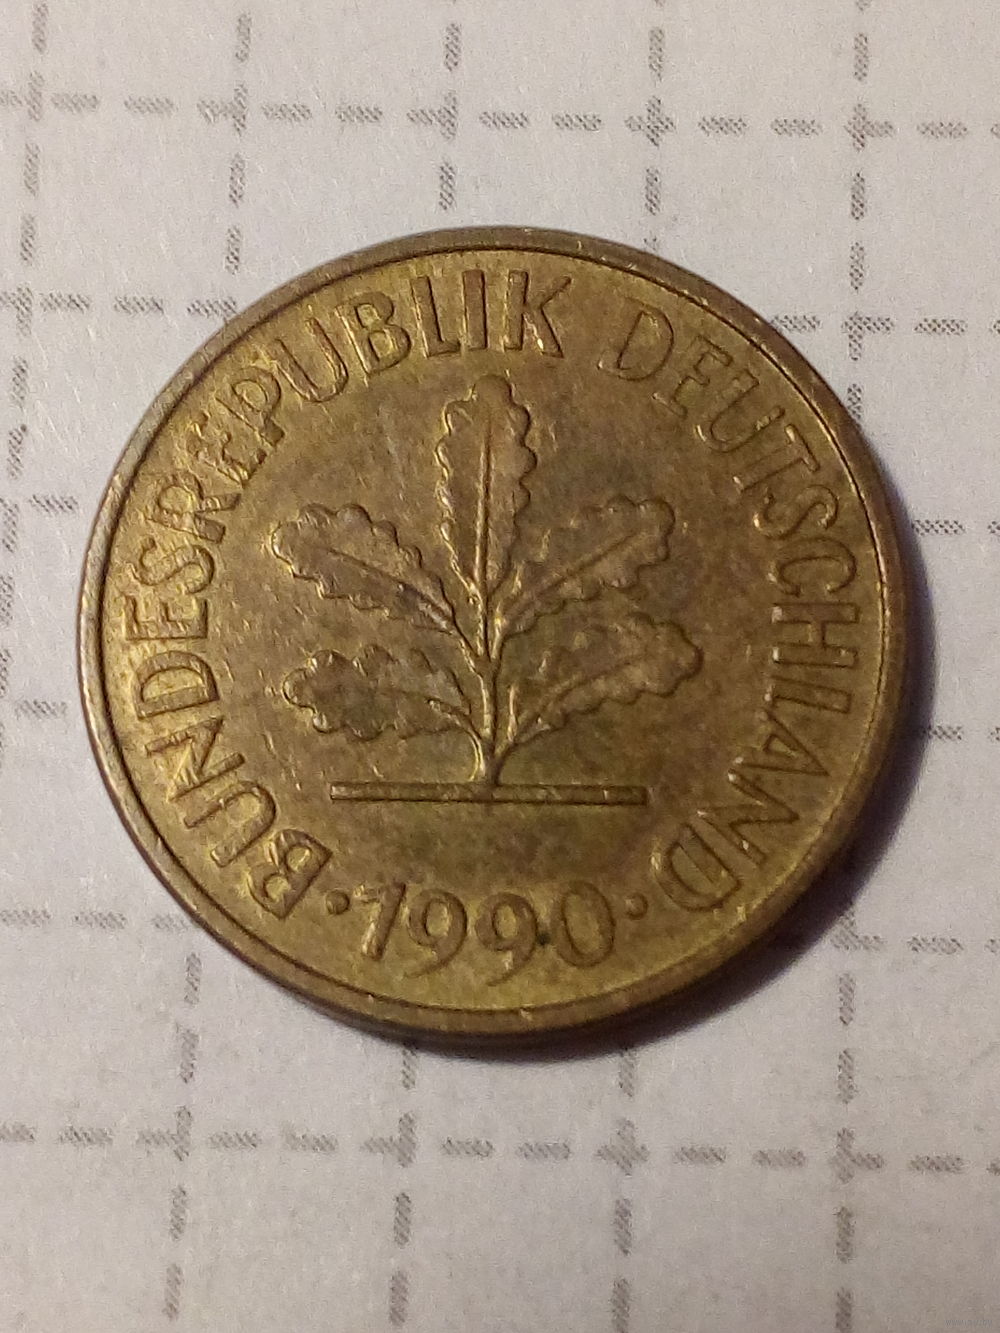 BUNDESREPUBLIK DEUTSCHLAND
· 1990 ·